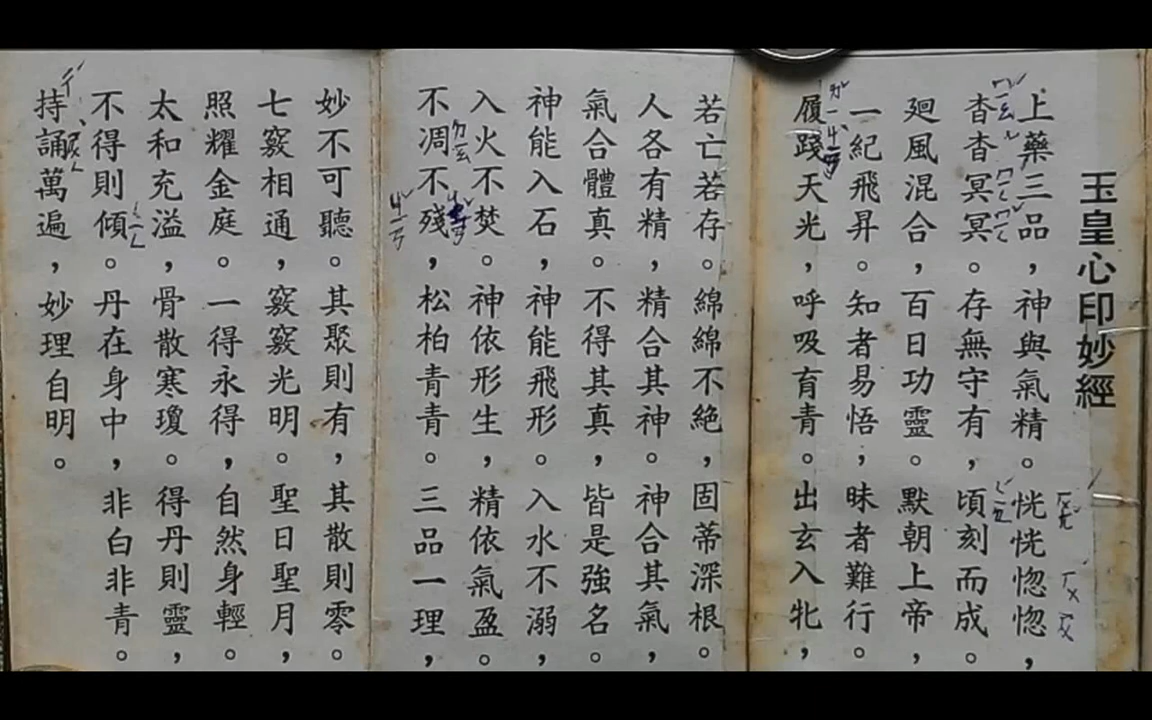 玉皇心印妙經
上藥三品，神與氣精。恍恍惚惚，
杳杳冥冥。存無守有，頃刻而成。
廻風混合，百日功靈。默朝上帝，
一紀飛昇。知者易悟；昧者難行。
履踐天光，呼吸育青。出玄入牝，
若亡若存。綿綿不絕，固蒂深根。
人各有精，精合其神。神合其氣，
氣合體真。不得其真，皆是強名。
神能入石，神能飛形。入水不溺，
入火不焚。神依形生，精依氣盈。
不凋不殘，松柏青青。三品一理，
妙不可聽。其聚則有，其散則零。
七竅相通，竅竅光明。聖日聖月，
照耀金庭。一得永得，自然身輕。
太和充溢，骨散寒瓊。得丹則靈，
不得則傾。丹在身中，非白非青。
持誦萬遍，妙理自明。